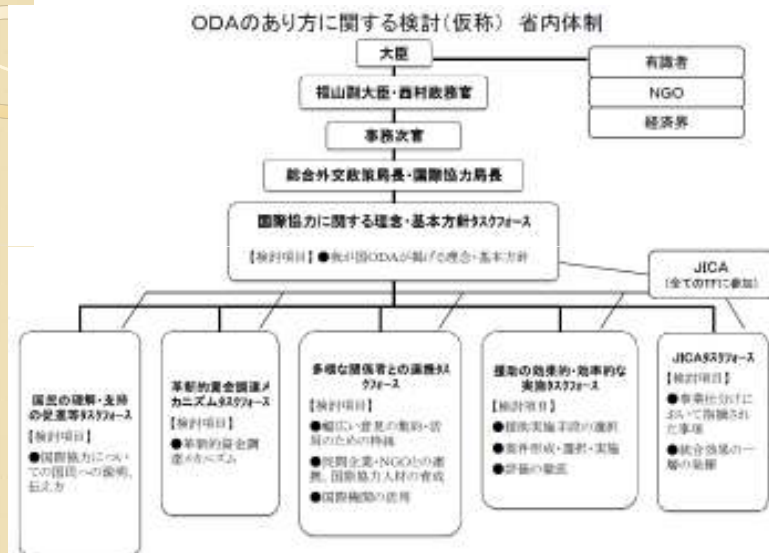 ODAのあり方に関する検討(仮称) 省内体制
大臣
有識者
NGO
経済界
福山副大臣・西村政務官
事務次官
総合外交政策局長・国際協力局長
国際協力に関する理念・基本方針ﾀｽｸﾌｫｰｽ
【検討項目】●我が国ODAが掲げる理念・基本方針
JICA
(全てのTFに参加)
国民の理解・支持
の促進等ﾀｽｸﾌｫｰｽ
【検討項目】
●国際協力につい
ての国民への説明、
伝え方
革新的資金調達メ
カニズムﾀｽｸﾌｫｰｽ
【検討項目】
●革新的資金調
達メカニズム
多様な関係者との連携ﾀｽ
ｸﾌｫｰｽ
【検討項目】
●幅広い意見の集約・活
用のための枠組
●民間企業・NGOとの連
携、国際協力人材の育成
●国際機関の活用
援助の効果的・効率的な
実施ﾀｽｸﾌｫｰｽ
【検討項目】
●援助実施手段の選択
●案件形成・選択・実施
●評価の徹底
JICAﾀｽｸﾌｫｰｽ
【検討項目】
●事業仕分けに
おいて指摘され
た事項
●統合効果の一
層の発揮